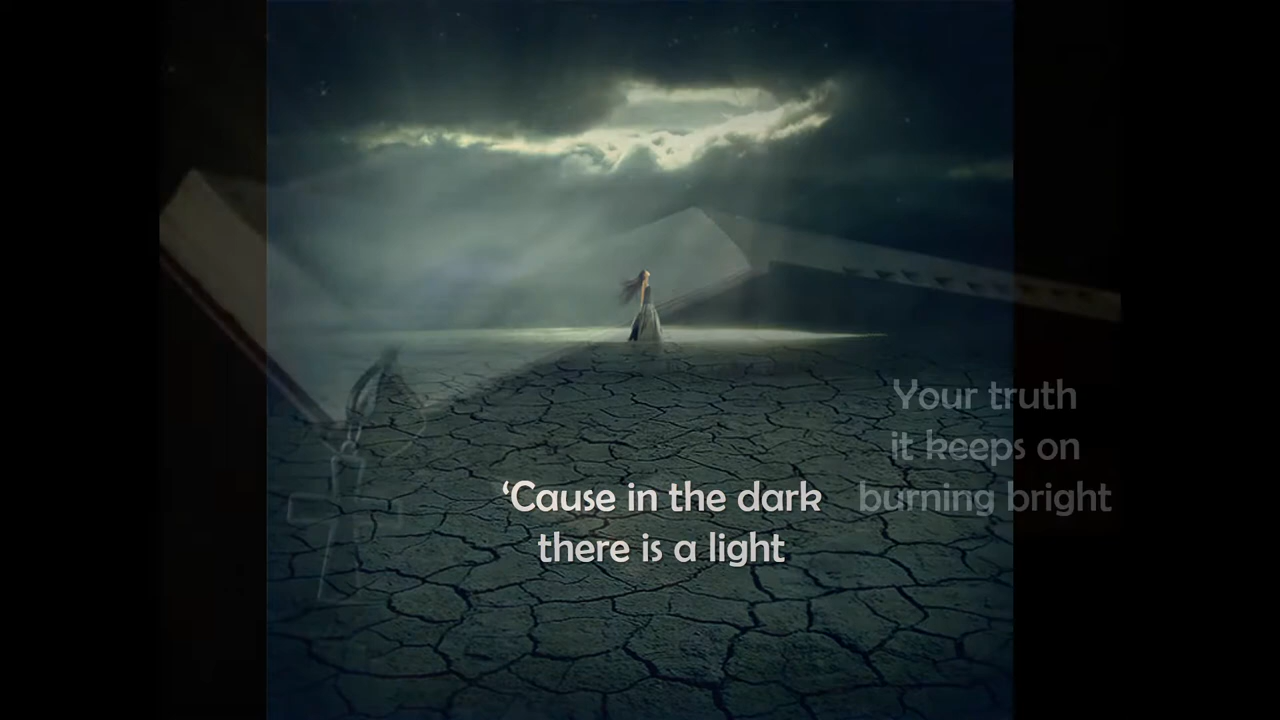 ‘Cause in the dark
there is a light
Your truth
it keeps on
burning bright